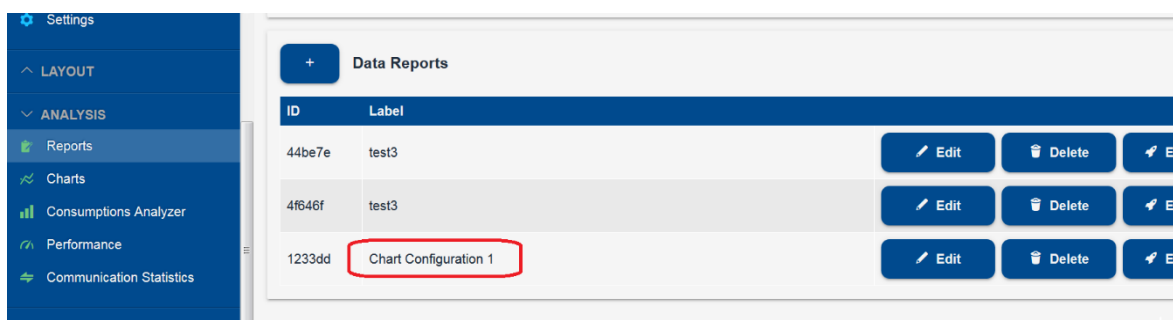 Settings
LAYOUT
ANALYSIS
Reports
Charts
Consumptions Analyzer
Performance
Communication Statistics
+ Data Reports
ID Label
44be7e test3 Edit Delete E
4f646f test3 Edit Delete E
1233dd Chart Configuration 1 Edit Delete E